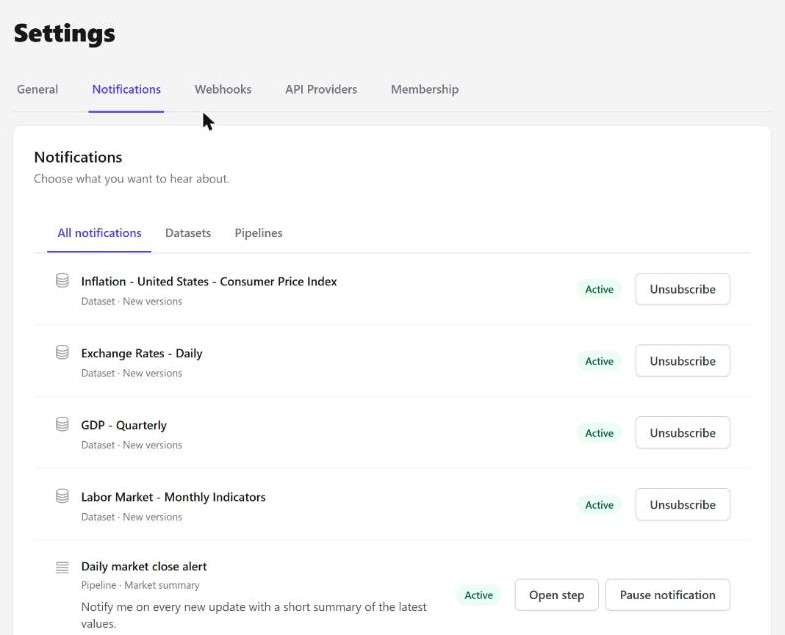 Settings
General Notifications Webhooks API Providers Membership
Notifications
Choose what you want to hear about.
All notifications Datasets Pipelines
Inflation - United States - Consumer Price Index
Dataset · New versions
Active Unsubscribe
Exchange Rates - Daily
Dataset · New versions
Active Unsubscribe
GDP - Quarterly
Dataset · New versions
Active Unsubscribe
Labor Market - Monthly Indicators
Dataset · New versions
Active Unsubscribe
Daily market close alert
Pipeline · Market summary
Notify me on every new update with a short summary of the latest
values.
Active Open step Pause notification